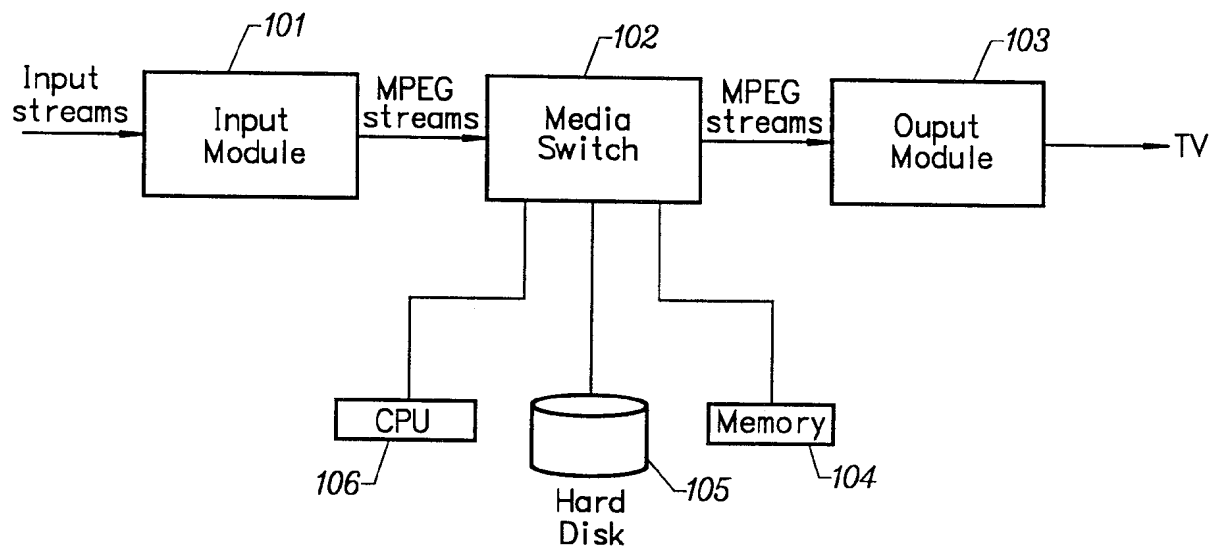 101
102
103
Input
streams
Input
Module
MPEG
streams
Media
Switch
MPEG
streams
Ouput
Module
TV
CPU
106
Hard
Disk
105
Memory
104